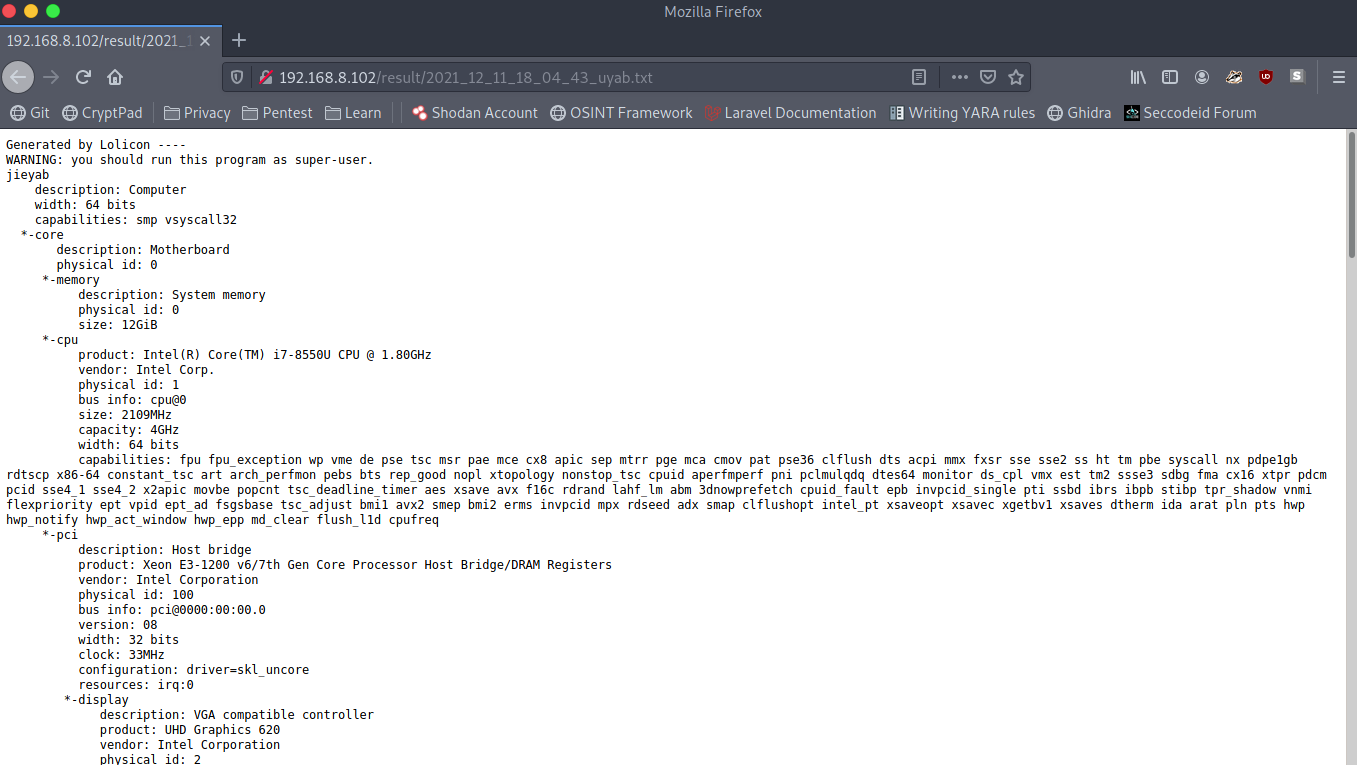 Mozilla Firefox
192.168.8.102/result/2021_1
192.168.8.102/result/2021_12_11_18_04_43_uyab.txt
Git CryptPad Privacy Pentest Learn Shodan Account OSINT Framework Laravel Documentation Writing YARA rules Ghidra Seccodeid Forum
Generated by Lolicon ----
WARNING: you should run this program as super-user.
jieyab
    description: Computer
    width: 64 bits
    capabilities: smp vsyscall32
  *-core
       description: Motherboard
       physical id: 0
     *-memory
          description: System memory
          physical id: 0
          size: 12GiB
     *-cpu
          product: Intel(R) Core(TM) i7-8550U CPU @ 1.80GHz
          vendor: Intel Corp.
          physical id: 1
          bus info: cpu@0
          size: 2109MHz
          capacity: 4GHz
          width: 64 bits
          capabilities: fpu fpu_exception wp vme de pse tsc msr pae mce cx8 apic sep mtrr pge mca cmov pat pse36 clflush dts acpi mmx fxsr sse sse2 ss ht tm pbe syscall nx pdpe1gb
rdtscp x86-64 constant_tsc art arch_perfmon pebs bts rep_good nopl xtopology nonstop_tsc cpuid aperfmperf pni pclmulqdq dtes64 monitor ds_cpl vmx est tm2 ssse3 sdbg fma cx16 xtpr pdcm
pcid sse4_1 sse4_2 x2apic movbe popcnt tsc_deadline_timer aes xsave avx f16c rdrand lahf_lm abm 3dnowprefetch cpuid_fault epb invpcid_single pti ssbd ibrs ibpb stibp tpr_shadow vnmi
flexpriority ept vpid ept_ad fsgsbase tsc_adjust bmi1 avx2 smep bmi2 erms invpcid mpx rdseed adx smap clflushopt intel_pt xsaveopt xsavec xgetbv1 xsaves dtherm ida arat pln pts hwp
hwp_notify hwp_act_window hwp_epp md_clear flush_l1d cpufreq
     *-pci
          description: Host bridge
          product: Xeon E3-1200 v6/7th Gen Core Processor Host Bridge/DRAM Registers
          vendor: Intel Corporation
          physical id: 100
          bus info: pci@0000:00:00.0
          version: 08
          width: 32 bits
          clock: 33MHz
          configuration: driver=skl_uncore
          resources: irq:0
        *-display
             description: VGA compatible controller
             product: UHD Graphics 620
             vendor: Intel Corporation
             physical id: 2